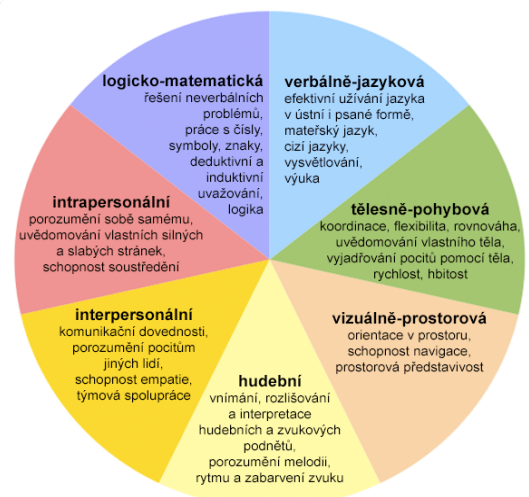 logicko-matematická
řešení neverbálních
problémů,
práce s čísly,
symboly, znaky,
deduktivní a
induktivní
uvažování,
logika
verbálně-jazyková
efektivní užívání jazyka
v ústní i psané formě,
mateřský jazyk,
cizí jazyky,
vysvětlování,
výuka
tělesně-pohybová
koordinace, flexibilita, rovnováha,
uvědomování vlastního těla,
vyjadřování pocitů pomocí těla,
rychlost, hbitost
vizuálně-prostorová
orientace v prostoru,
schopnost navigace,
prostorová představivost
hudební
vnímání, rozlišování
a interpretace
hudebních a zvukových
podnětů,
porozumění melodii,
rytmu a zabarvení zvuku
interpersonální
komunikační dovednosti,
porozumění pocitům
jiných lidí,
schopnost empatie,
týmová spolupráce
intrapersonální
porozumění sobě samému,
uvědomování vlastních silných
a slabých stránek,
schopnost soustředění